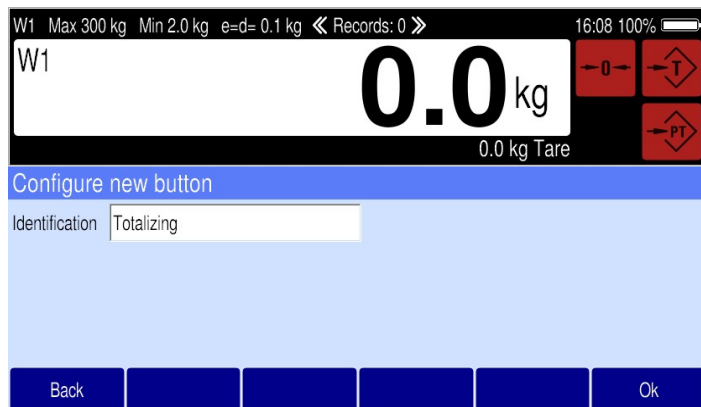 W1 Max 300 kg Min 2.0 kg e=d= 0.1 kg ≪ Records: 0 ≫ 16:08 100%
W1
0.0 kg
→0← →T
→PT
0.0 kg Tare
Configure new button
Identification Totalizing
Back Ok